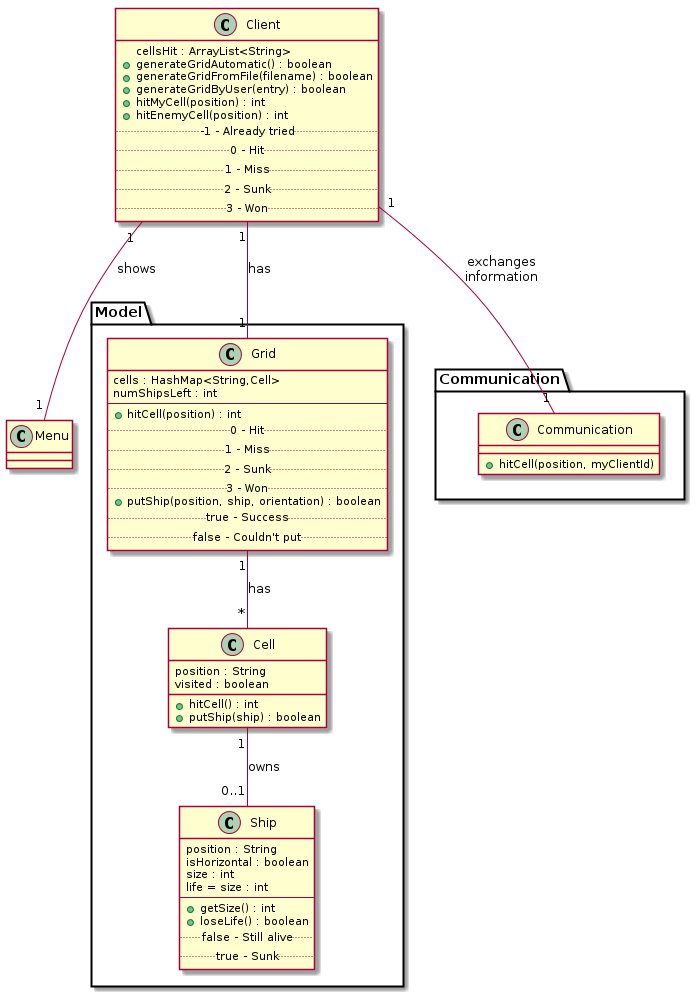 C Client
cellsHit : ArrayList<String>
generateGridAutomatic() : boolean
generateGridFromFile(filename) : boolean
generateGridByUser(entry) : boolean
hitMyCell(position) : int
hitEnemyCell(position) : int
-1 - Already tried
0 - Hit
1 - Miss
2 - Sunk
3 - Won
1
shows
1
1
has
1
1
exchanges
information
1
C Menu
Model
C Grid
cells : HashMap<String,Cell>
numShipsLeft : int
hitCell(position) : int
0 - Hit
1 - Miss
2 - Sunk
3 - Won
putShip(position, ship, orientation) : boolean
true - Success
false - Couldn't put
Communication
C Communication
hitCell(position, myClientId)
1
has
*
C Cell
position : String
visited : boolean
hitCell() : int
putShip(ship) : boolean
1
owns
0..1
C Ship
position : String
isHorizontal : boolean
size : int
life = size : int
getSize() : int
loseLife() : boolean
false - Still alive
true - Sunk